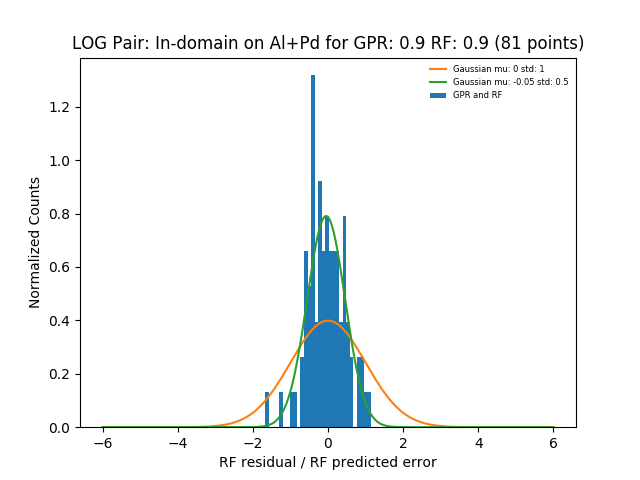 LOG Pair: In-domain on Al+Pd for GPR: 0.9 RF: 0.9 (81 points)
Gaussian mu: 0 std: 1
Gaussian mu: -0.05 std: 0.5
GPR and RF
Normalized Counts
1.2
1.0
0.8
0.6
0.4
0.2
0.0
−6 −4 −2 0 2 4 6
RF residual / RF predicted error